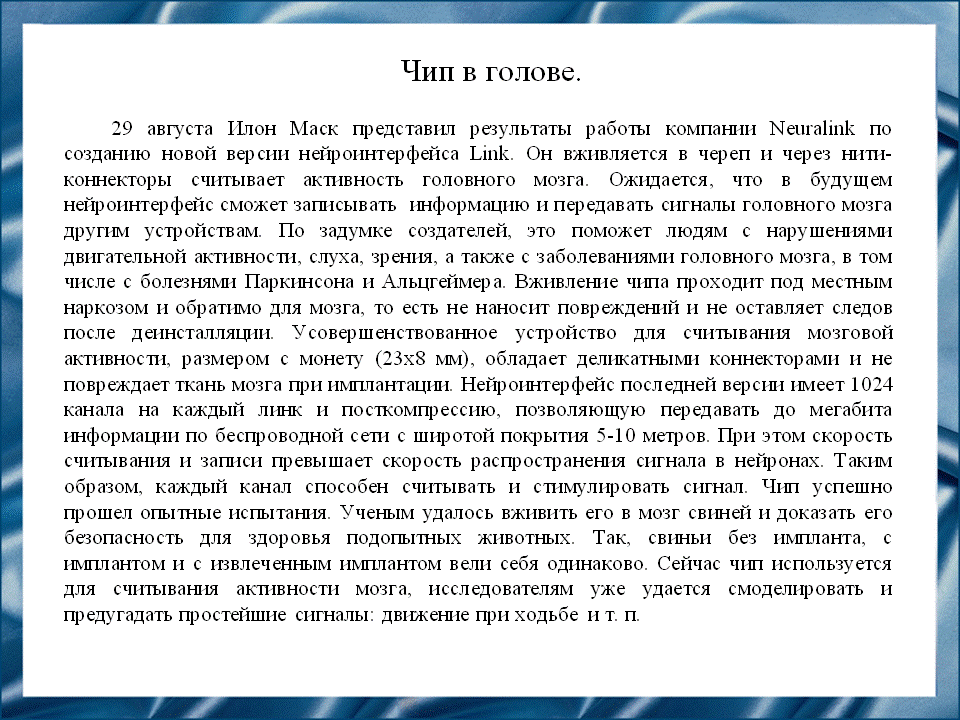 Чип в голове.
29 августа Илон Маск представил результаты работы компании Neuralink по
созданию новой версии нейроинтерфейса Link. Он вживляется в череп и через нити-
коннекторы считывает активность головного мозга. Ожидается, что в будущем
нейроинтерфейс сможет записывать информацию и передавать сигналы головного мозга
другим устройствам. По задумке создателей, это поможет людям с нарушениями
двигательной активности, слуха, зрения, а также с заболеваниями головного мозга, в том
числе с болезнями Паркинсона и Альцгеймера. Вживление чипа проходит под местным
наркозом и обратимо для мозга, то есть не наносит повреждений и не оставляет следов
после деинсталляции. Усовершенствованное устройство для считывания мозговой
активности, размером с монету (23х8 мм), обладает деликатными коннекторами и не
повреждает ткань мозга при имплантации. Нейроинтерфейс последней версии имеет 1024
канала на каждый линк и посткомпрессию, позволяющую передавать до мегабита
информации по беспроводной сети с широтой покрытия 5-10 метров. При этом скорость
считывания и записи превышает скорость распространения сигнала в нейронах. Таким
образом, каждый канал способен считывать и стимулировать сигнал. Чип успешно
прошел опытные испытания. Ученым удалось вживить его в мозг свиней и доказать его
безопасность для здоровья подопытных животных. Так, свиньи без импланта, с
имплантом и с извлеченным имплантом вели себя одинаково. Сейчас чип используется
для считывания активности мозга, исследователям уже удается смоделировать и
предугадать простейшие сигналы: движение при ходьбе и т. п.